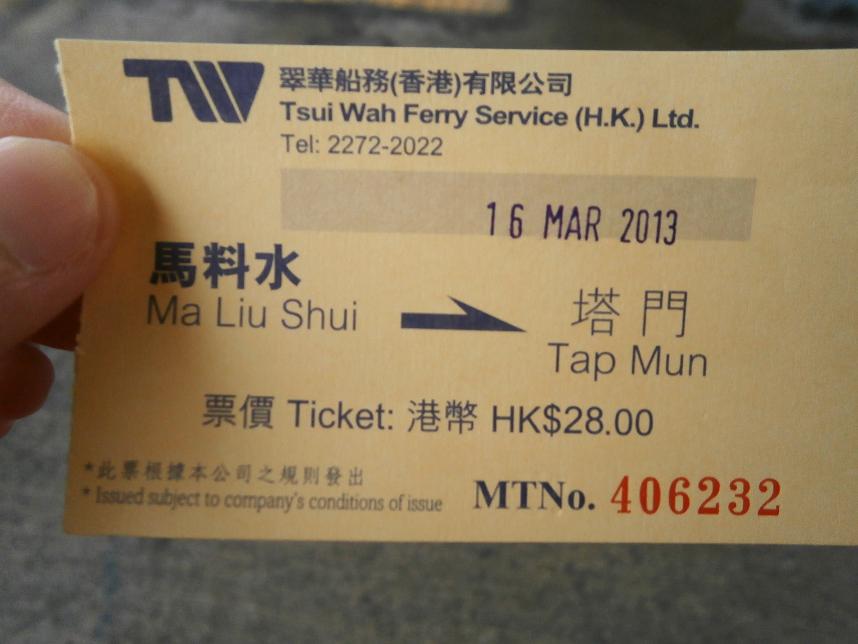 TW
翠華船務(香港)有限公司
Tsui Wah Ferry Service (H.K.) Ltd.
Tel: 2272-2022
16 MAR 2013
馬料水
Ma Liu Shui
塔門
Tap Mun
票價 Ticket: 港幣 HK$28.00
*此票根據本公司之規則發出
* Issued subject to company's conditions of issue
MTNo. 406232